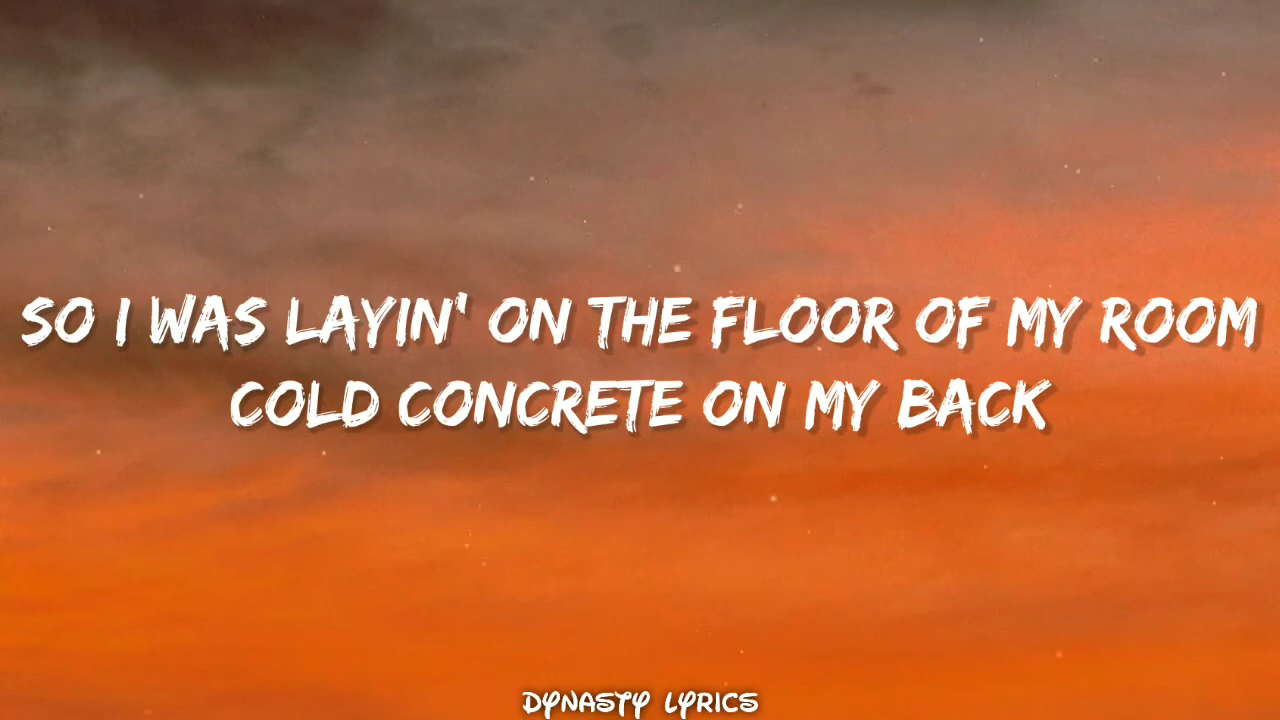 SO I WAS LAYIN' ON THE FLOOR OF MY ROOM
COLD CONCRETE ON MY BACK
DYNASTY LYRICS